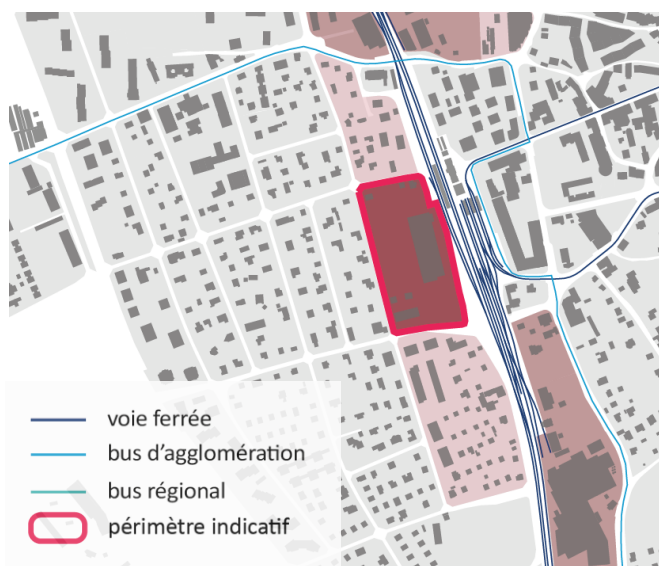 voie ferrée
bus d'agglomération
bus régional
périmètre indicatif